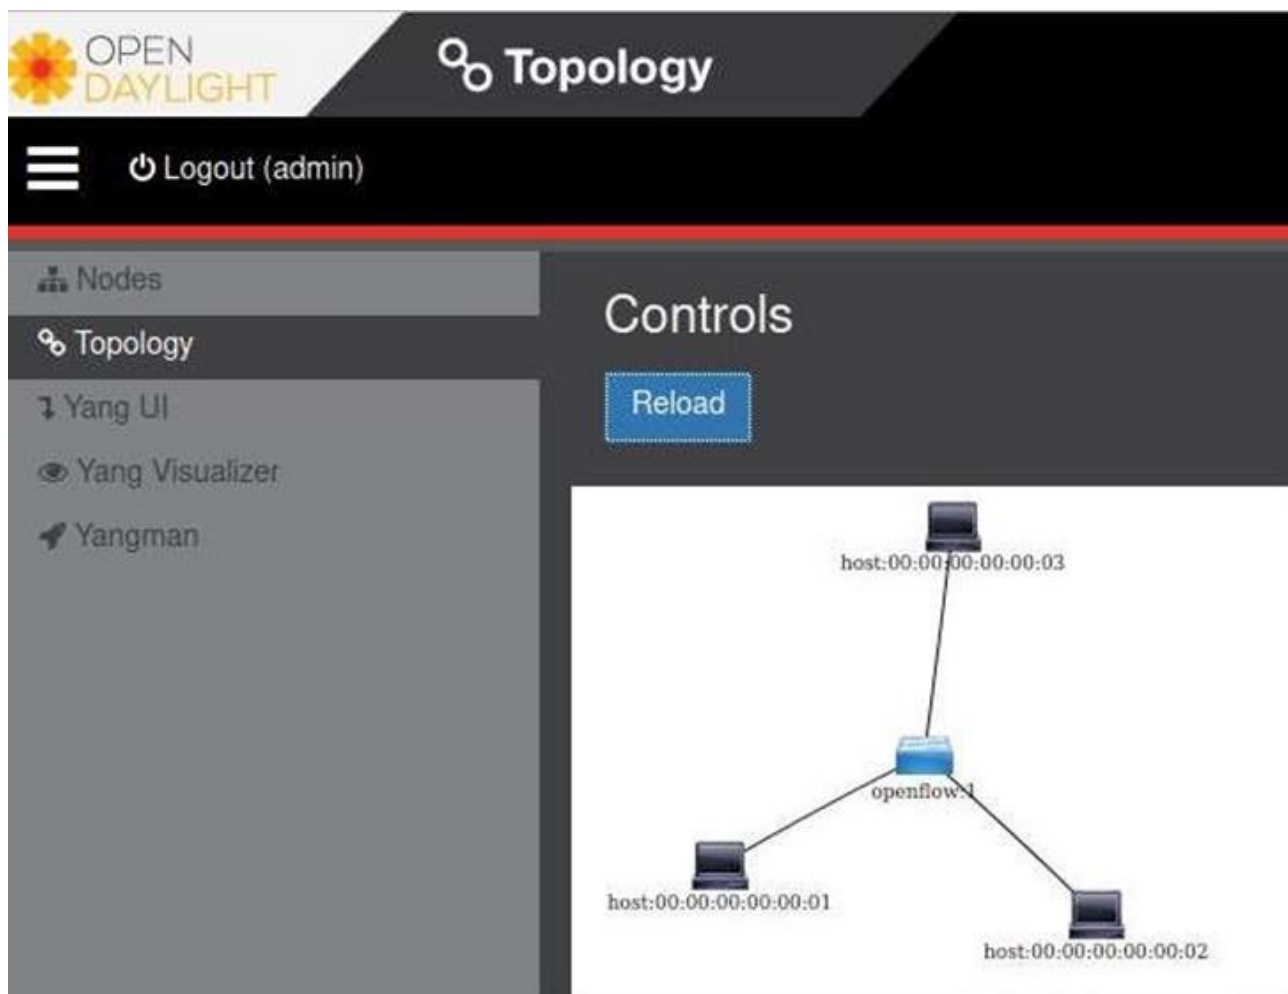 OPEN
DAYLIGHT
Topology
Logout (admin)
Nodes
Topology
Yang UI
Yang Visualizer
Yangman
Controls
Reload
host:00:00:00:00:00:03
openflow:1
host:00:00:00:00:00:01
host:00:00:00:00:00:02